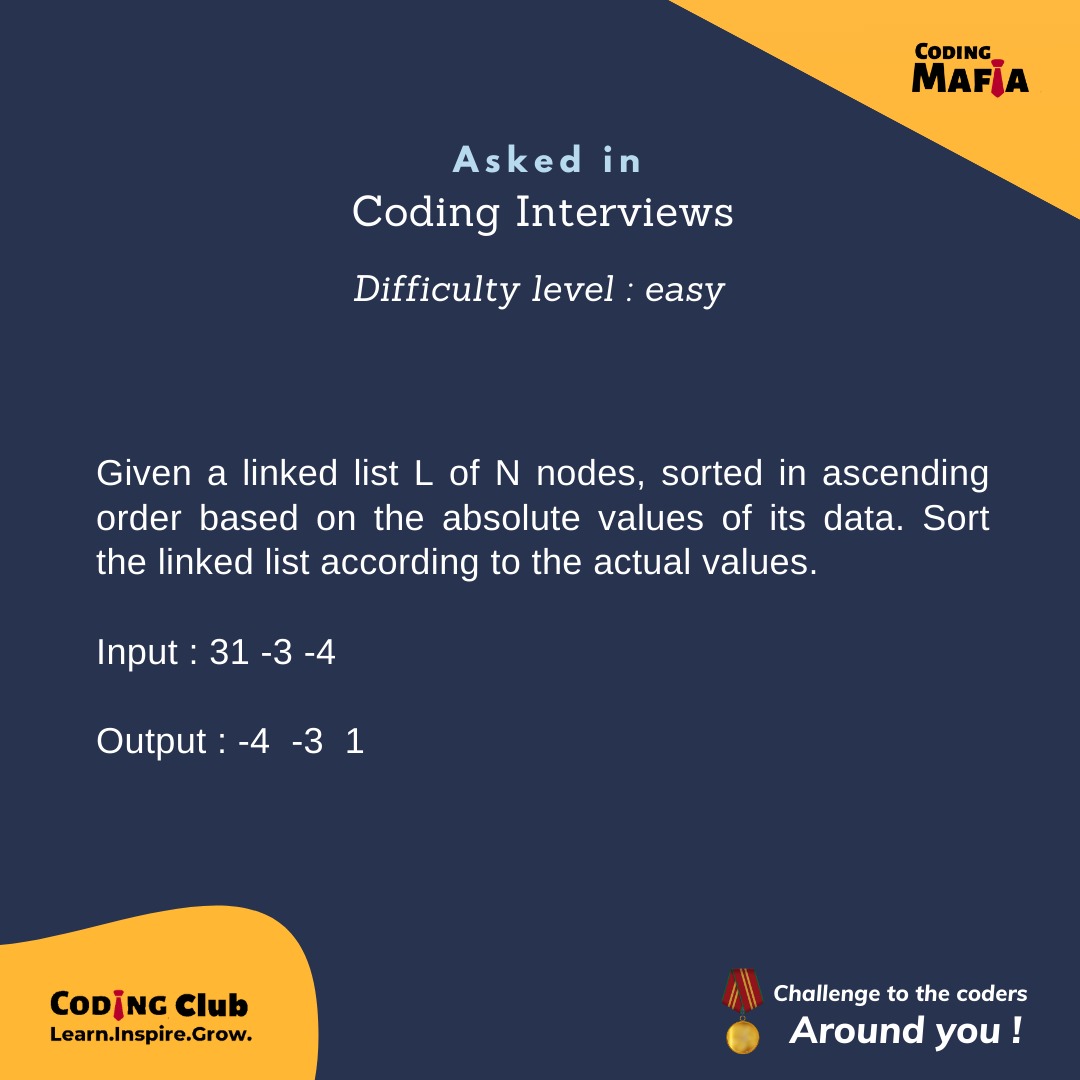 CODING
MAFIA
Asked in
Coding Interviews
Difficulty level : easy
Given a linked list L of N nodes, sorted in ascending
order based on the absolute values of its data. Sort
the linked list according to the actual values.
Input : 31 -3 -4
Output : -4 -3 1
CODING Club
Learn.Inspire.Grow.
Challenge to the coders
Around you !